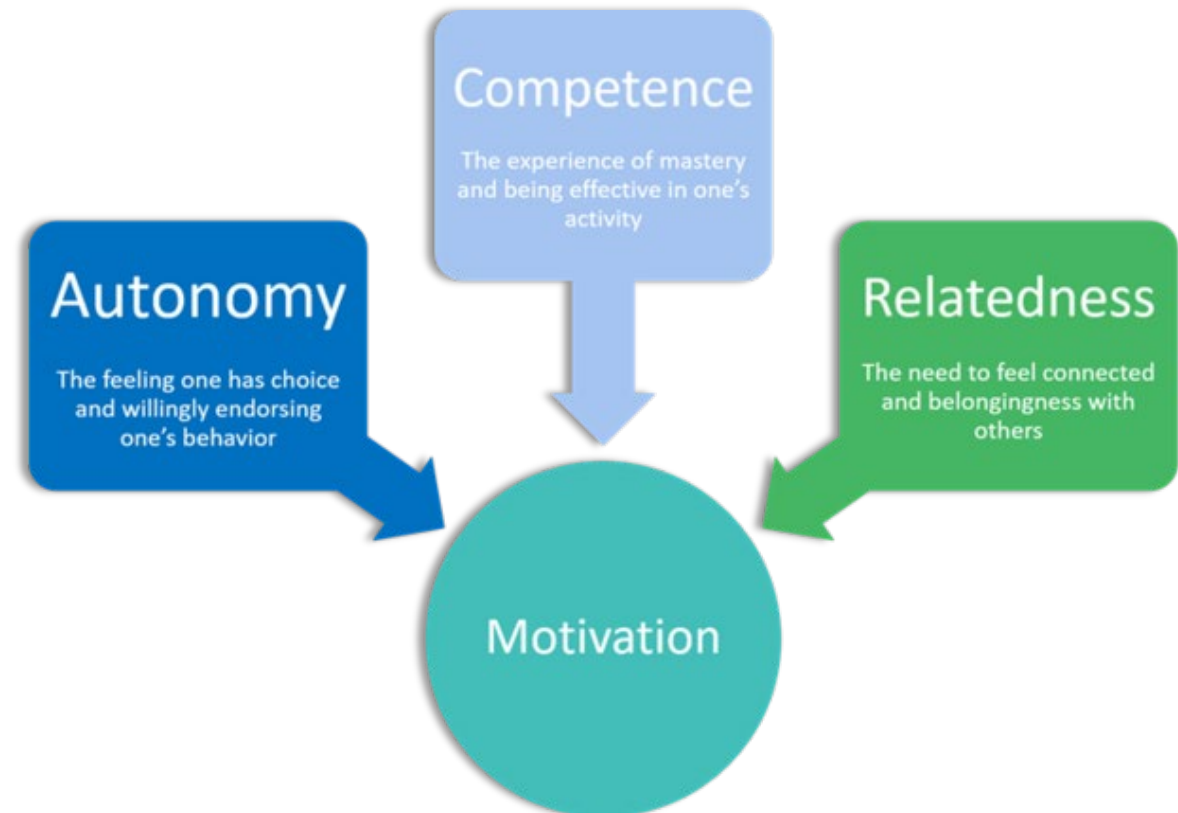 Competence
The experience of mastery
and being effective in one's
activity
Autonomy
The feeling one has choice
and willingly endorsing
one's behavior
Relatedness
The need to feel connected
and belongingness with
others
Motivation